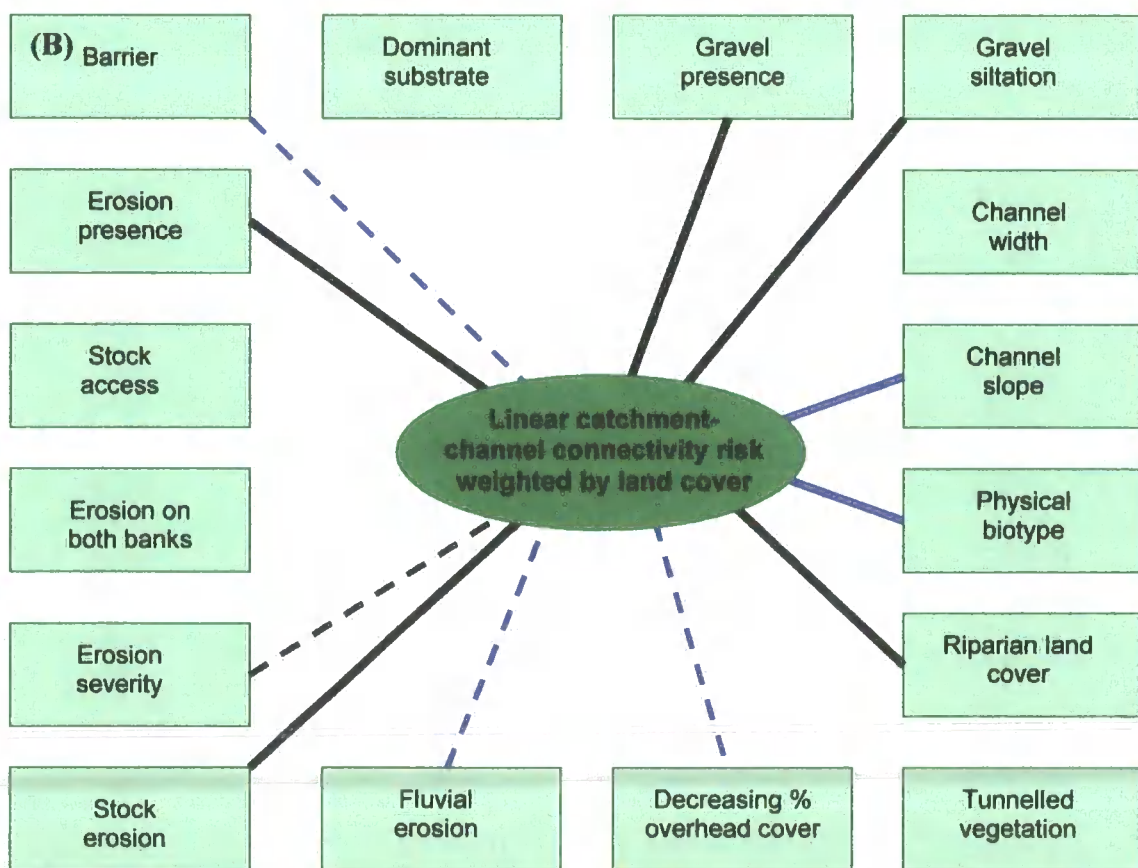 (B) Barrier
Dominant
substrate
Gravel
presence
Gravel
siltation
Erosion
presence
Channel
width
Stock
access
Channel
slope
Linear catchment-
channel connectivity risk
weighted by land cover
Erosion on
both banks
Physical
biotype
Erosion
severity
Riparian land
cover
Stock
erosion
Fluvial
erosion
Decreasing %
overhead cover
Tunnelled
vegetation